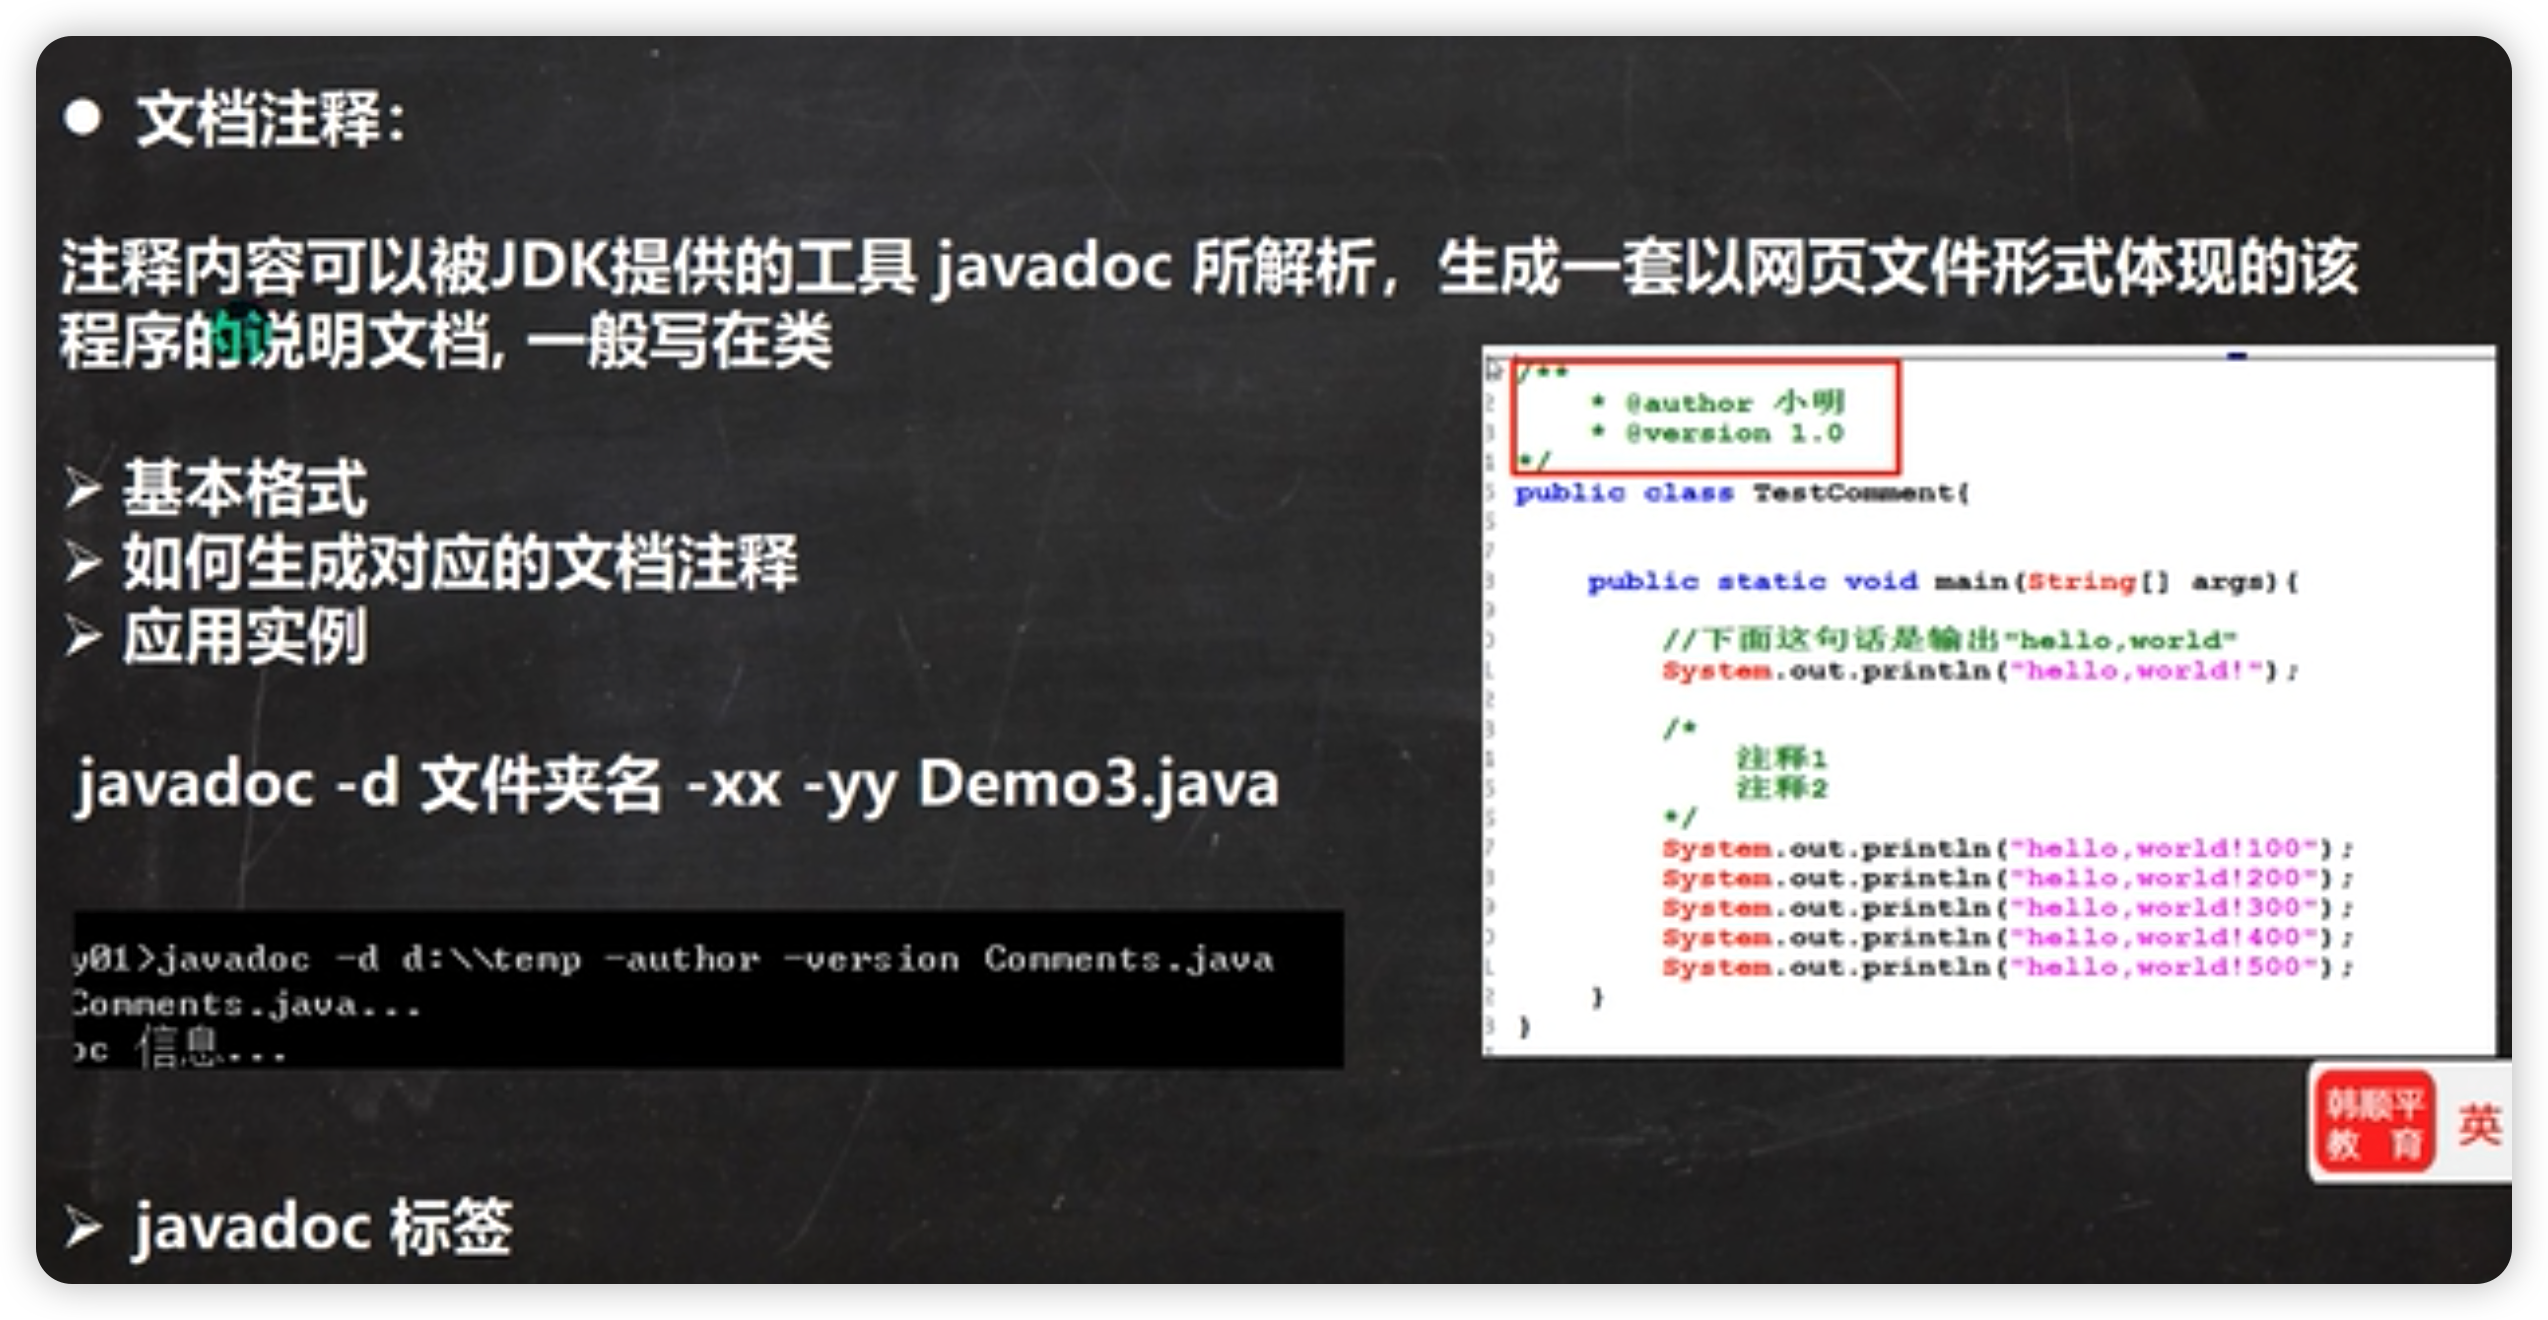 ● 文档注释:
注释内容可以被JDK提供的工具 javadoc 所解析，生成一套以网页文件形式体现的该
程序的说明文档, 一般写在类
➢ 基本格式
➢ 如何生成对应的文档注释
➢ 应用实例
javadoc -d 文件夹名 -xx -yy Demo3.java
y01>javadoc -d d:\\temp -author -version Comments.java
Comments.java...
oc 信息...
➢ javadoc 标签
/**
* @author 小明
* @version 1.0
*/
public class TestComment{
public static void main(String[] args){
//下面这句话是输出"hello,world"
System.out.println("hello,world!");
/*
注释1
注释2
*/
System.out.println("hello,world!100");
System.out.println("hello,world!200");
System.out.println("hello,world!300");
System.out.println("hello,world!400");
System.out.println("hello,world!500");
}
}
韩顺平
教 育
英